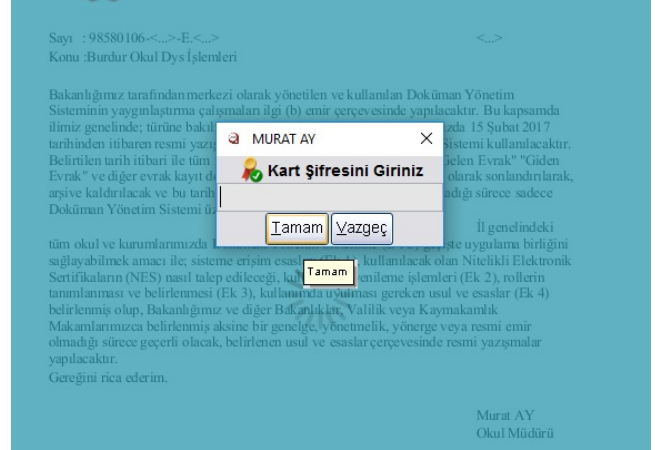 Sayı : 98580106-<...>-E.<...> <...>
Konu :Burdur Okul Dys İşlemleri
Bakanlığımız tarafından merkezi olarak yönetilen ve kullanılan Doküman Yönetim
Sisteminin yaygınlaştırma çalışmaları ilgi (b) emir çerçevesinde yapılacaktır. Bu kapsamda
ilimiz genelinde; türüne zda 15 Şubat 2017
tarihinden itibaren resmi Sistemi kullanılacaktır.
Belirtilen tarih itibari ile tüm Gelen Evrak" "Giden
Evrak" ve diğer evrak kayıt olarak sonlandırılarak,
arşive kaldırılacak ve bu sürece sadece
Doküman Yönetim Sistemi
MURAT AY
Kart Şifresini Giriniz
Tamam Vazgeç
Tamam
İl genelindeki
tüm okul ve kurumlarımızda uygulama birliğini
sağlayabilmek amacı ile; sisteme erişim kullanılacak olan Nitelikli Elektronik
Sertifikaların (NES) nasıl talep edileceği, yenileme işlemleri (Ek 2), rollerin
tanımlanması ve belirlenmesi (Ek 3), kullanımda uyulması gereken usul ve esaslar (Ek 4)
belirlenmiş olup, Bakanlığımız ve diğer Bakanlıklar, Valilik veya Kaymakamlık
Makamlarımızca belirlenmiş aksine bir genelge, yönetmelik, yönerge veya resmi emir
olmadığı sürece geçerli olacak, belirlenen usul ve esaslar çerçevesinde resmi yazışmalar
yapılacaktır.
Gereğini rica ederim.
Murat AY
Okul Müdürü